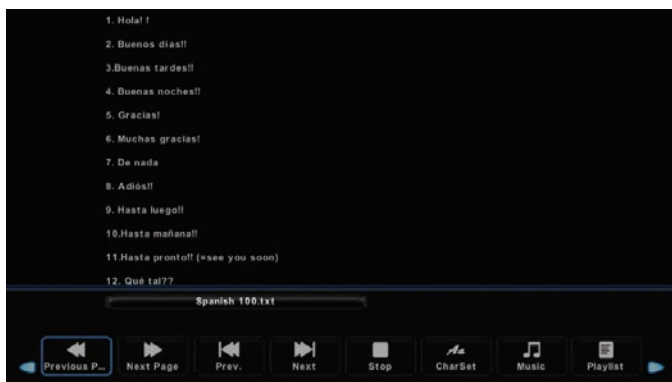 1. Hola! !
2. Buenos dias!!
3.Buenas tardes!!
4. Buenas noches!!
5. Gracias!
6. Muchas gracias!
7. De nada
8. Adiós!!
9. Hasta luego!!
10.Hasta mañana!!
11.Hasta pronto!! (=see you soon)
12. Qué tal??
Spanish 100.txt
Previous P... Next Page Prev. Next Stop CharSet Music Playlist